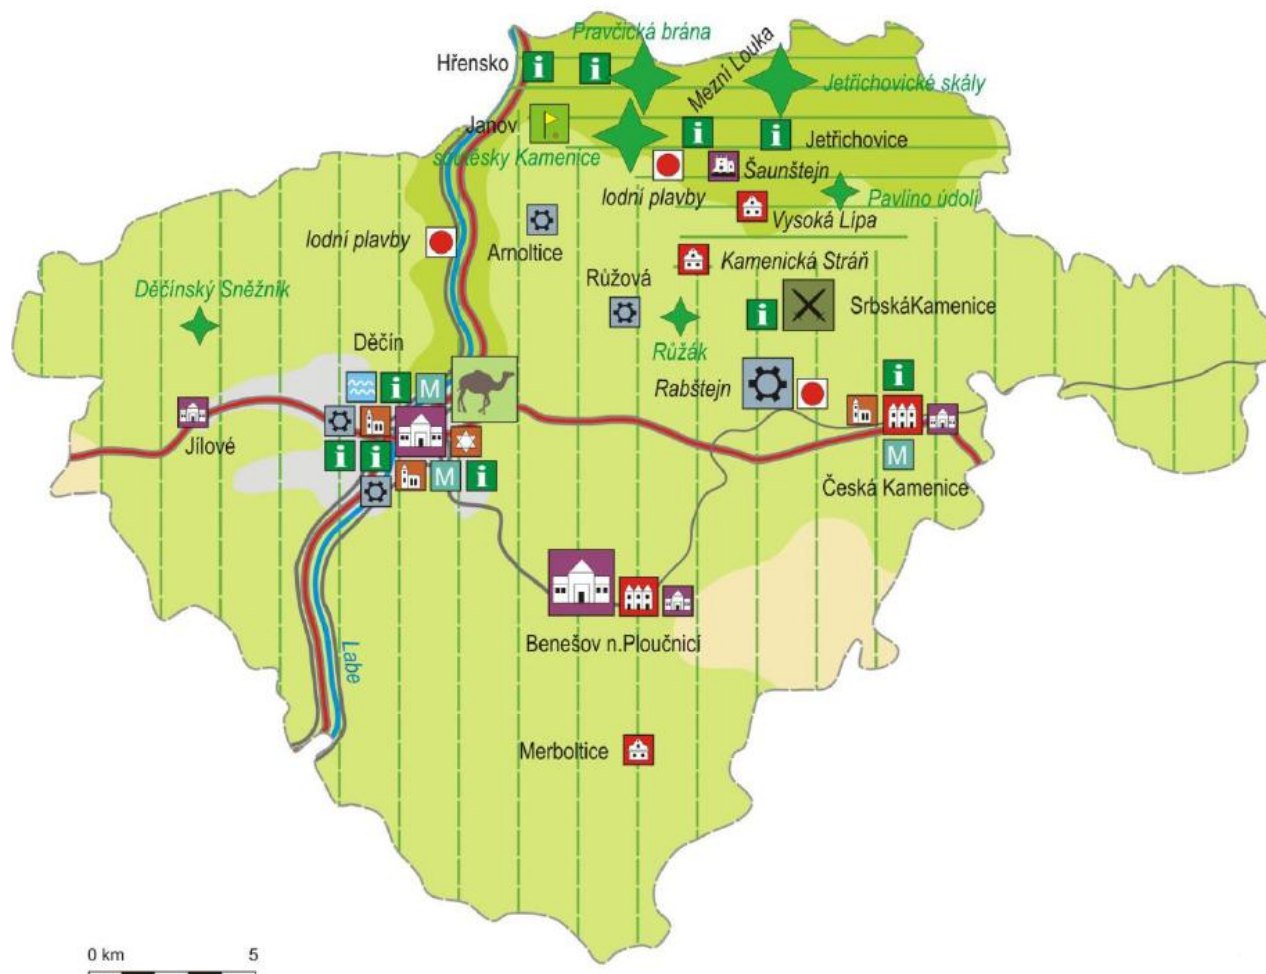 Pravčická brána
Hřensko
i
i
Mezní Louka
Jetřichovické skály
Janov
i
i
Jetřichovice
soutěsky Kamenice
Šaunštejn
lodní plavby
Pavlino údolí
Vysoká Lípa
lodní plavby
Arnoltice
Kamenická Stráň
Růžová
Děčínský Sněžník
i
SrbskáKamenice
Růžák
Děčín
Rabštejn
i
i
M
Jílové
i
i
M
M
i
Česká Kamenice
Benešov n.Ploučnicí
Labe
Merboltice
0 km 5